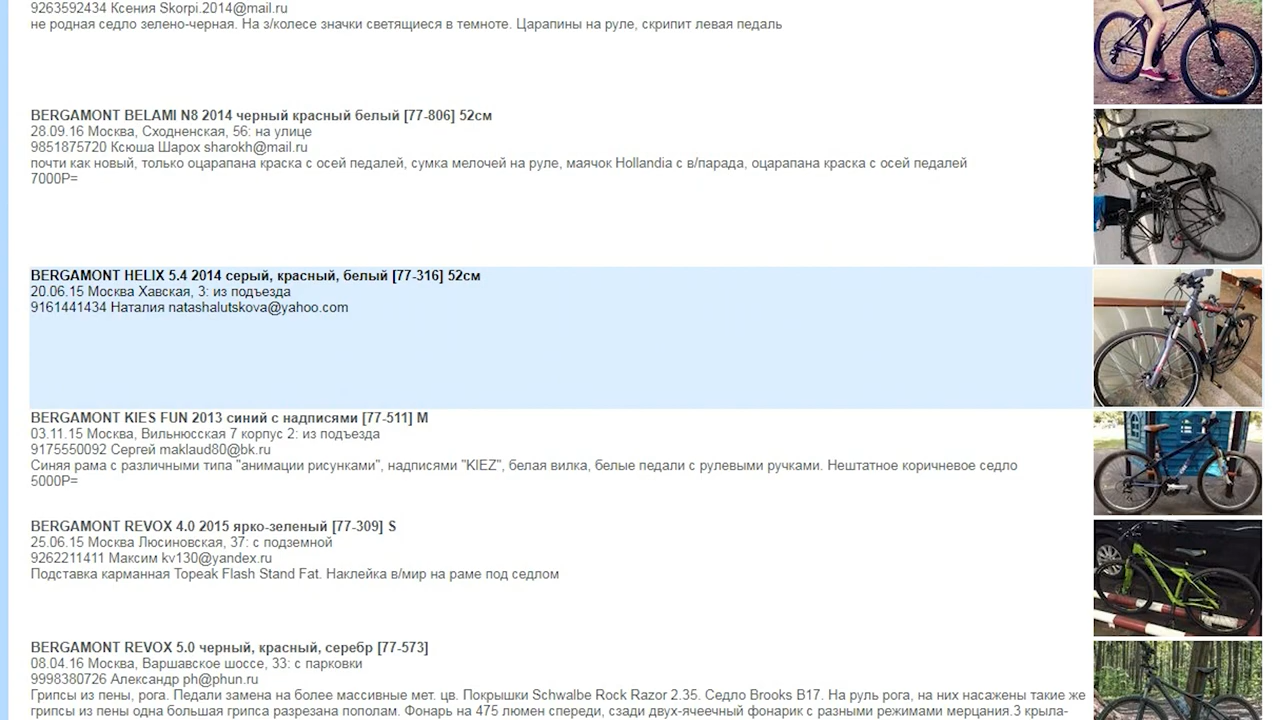 9263592434 Ксения Skorpi.2014@mail.ru
не родная седло зелено-черная. На з/колесе значки светящиеся в темноте. Царапины на руле, скрипит левая педаль
BERGAMONT BELAMI N8 2014 черный красный белый [77-806] 52см
28.09.16 Москва, Сходненская, 56: на улице
9851875720 Ксюша Шарох sharokh@mail.ru
почти как новый, только оцарапана краска с осей педалей, сумка мелочей на руле, маячок Hollandia с в/парада, оцарапана краска с осей педалей
7000Р=
BERGAMONT HELIX 5.4 2014 серый, красный, белый [77-316] 52см
20.06.15 Москва Хавская, 3: из подъезда
9161441434 Наталия natashalutskova@yahoo.com
BERGAMONT KIES FUN 2013 синий с надписями [77-511] M
03.11.15 Москва, Вильнюсская 7 корпус 2: из подъезда
9175550092 Сергей maklaud80@bk.ru
Синяя рама с различными типа "анимации рисунками", надписями "KIEZ", белая вилка, белые педали с рулевыми ручками. Нештатное коричневое седло
5000Р=
BERGAMONT REVOX 4.0 2015 ярко-зеленый [77-309] S
25.06.15 Москва Люсиновская, 37: с подземной
9262211411 Максим kv130@yandex.ru
Подставка карманная Topeak Flash Stand Fat. Наклейка в/мир на раме под седлом
BERGAMONT REVOX 5.0 черный, красный, серебр [77-573]
08.04.16 Москва, Варшавское шоссе, 33: с парковки
9998380726 Александр ph@phun.ru
Грипсы из пены, рога. Педали замена на более массивные мет. цв. Покрышки Schwalbe Rock Razor 2.35. Седло Brooks B17. На руль рога, на них насажены такие же
грипсы из пены одна большая грипса разрезана пополам. Фонарь на 475 люмен спереди, сзади двух-ячеечный фонарик с разными режимами мерцания.3 крыла-